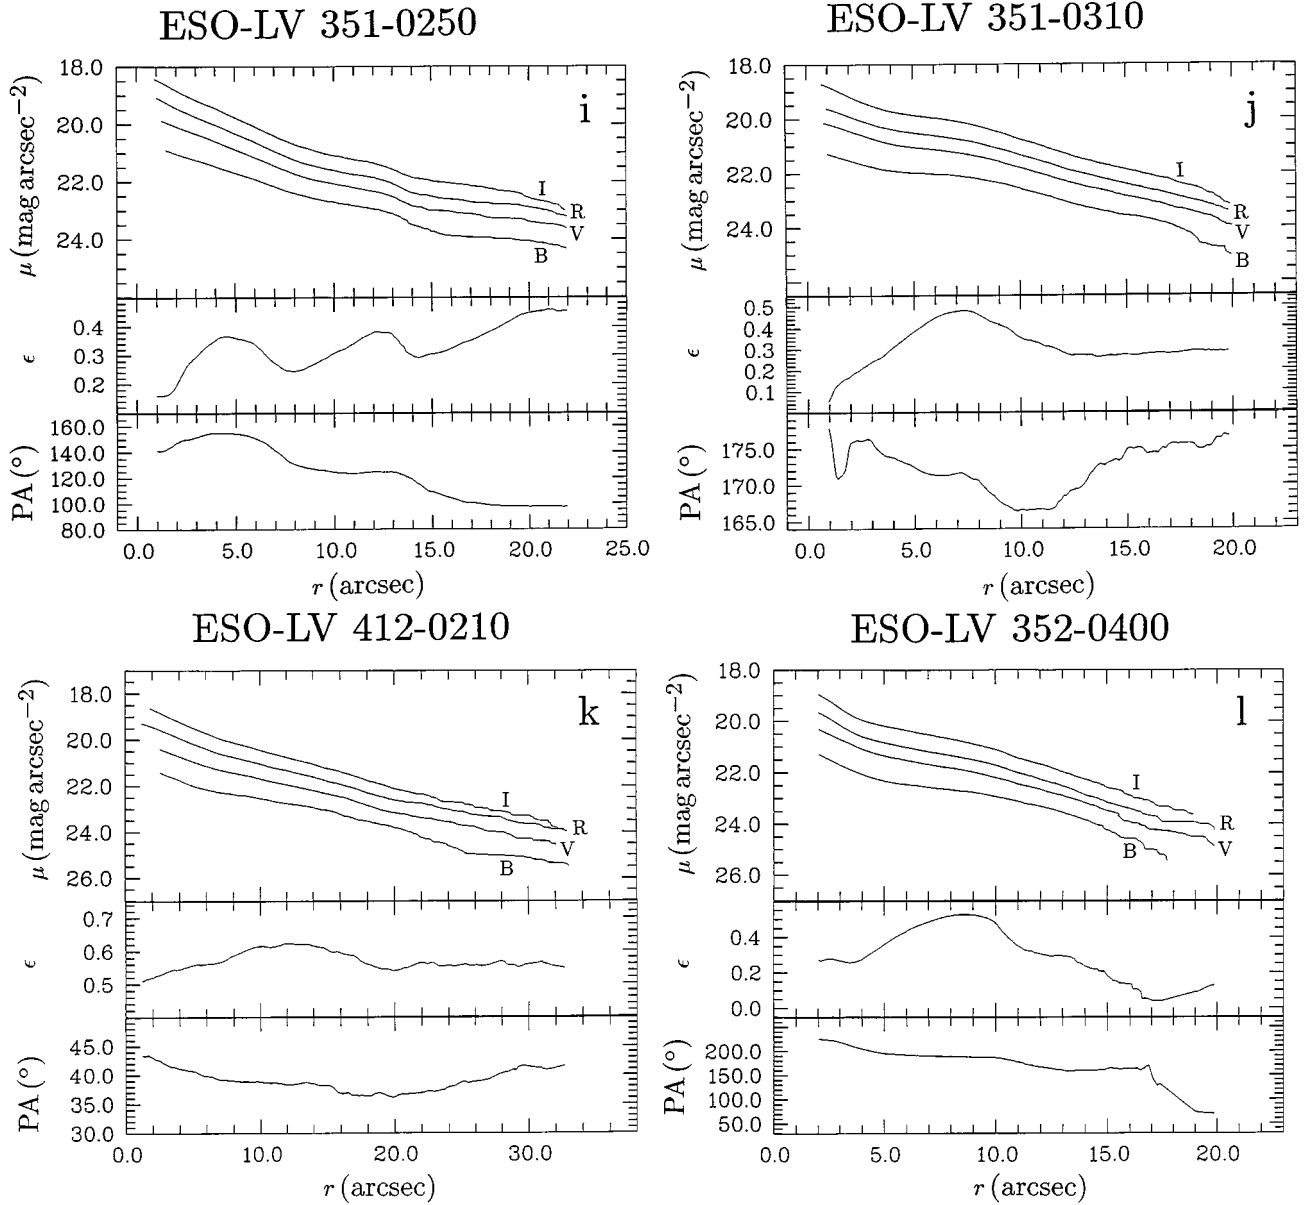 ESO-LV 351-0250
18.0
20.0
22.0
24.0
μ (mag arcsec−2)
i
I
R
V
B
0.4
0.3
0.2
ϵ
160.0
140.0
120.0
100.0
80.0
PA (°)
0.0 5.0 10.0 15.0 20.0 25.0
r (arcsec)
ESO-LV 351-0310
18.0
20.0
22.0
24.0
μ (mag arcsec−2)
j
I
R
V
B
0.5
0.4
0.3
0.2
0.1
ϵ
175.0
170.0
165.0
PA (°)
0.0 5.0 10.0 15.0 20.0
r (arcsec)
ESO-LV 412-0210
18.0
20.0
22.0
24.0
26.0
μ (mag arcsec−2)
k
I
R
V
B
0.7
0.6
0.5
ϵ
45.0
40.0
35.0
30.0
PA (°)
0.0 10.0 20.0 30.0
r (arcsec)
ESO-LV 352-0400
18.0
20.0
22.0
24.0
26.0
μ (mag arcsec−2)
l
I
R
V
B
0.4
0.2
0.0
ϵ
200.0
150.0
100.0
50.0
PA (°)
0.0 5.0 10.0 15.0 20.0
r (arcsec)